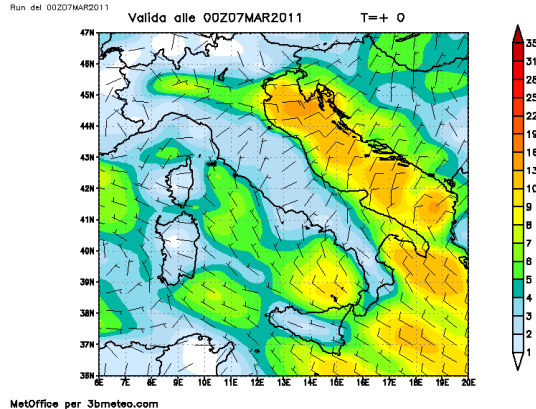 Run del 00Z07MAR2011
Valida alle 00Z07MAR2011 T=+ 0
47N
46N
45N
44N
43N
42N
41N
40N
39N
38N
37N
36N
6E 7E 8E 9E 10E 11E 12E 13E 14E 15E 16E 17E 18E 19E 20E
35
31
28
25
22
19
16
13
10
9
8
7
6
5
4
3
2
1
MetOffice per 3bmeteo.com